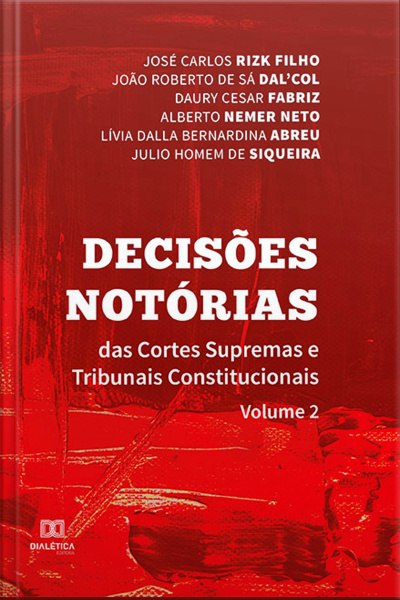 JOSÉ CARLOS RIZK FILHO
JOÃO ROBERTO DE SÁ DAL'COL
DAURY CESAR FABRIZ
ALBERTO NEMER NETO
LÍVIA DALLA BERNARDINA ABREU
JULIO HOMEM DE SIQUEIRA
DECISÕES
NOTÓRIAS
das Cortes Supremas e
Tribunais Constitucionais
Volume 2
DIALÉTICA
EDITORA